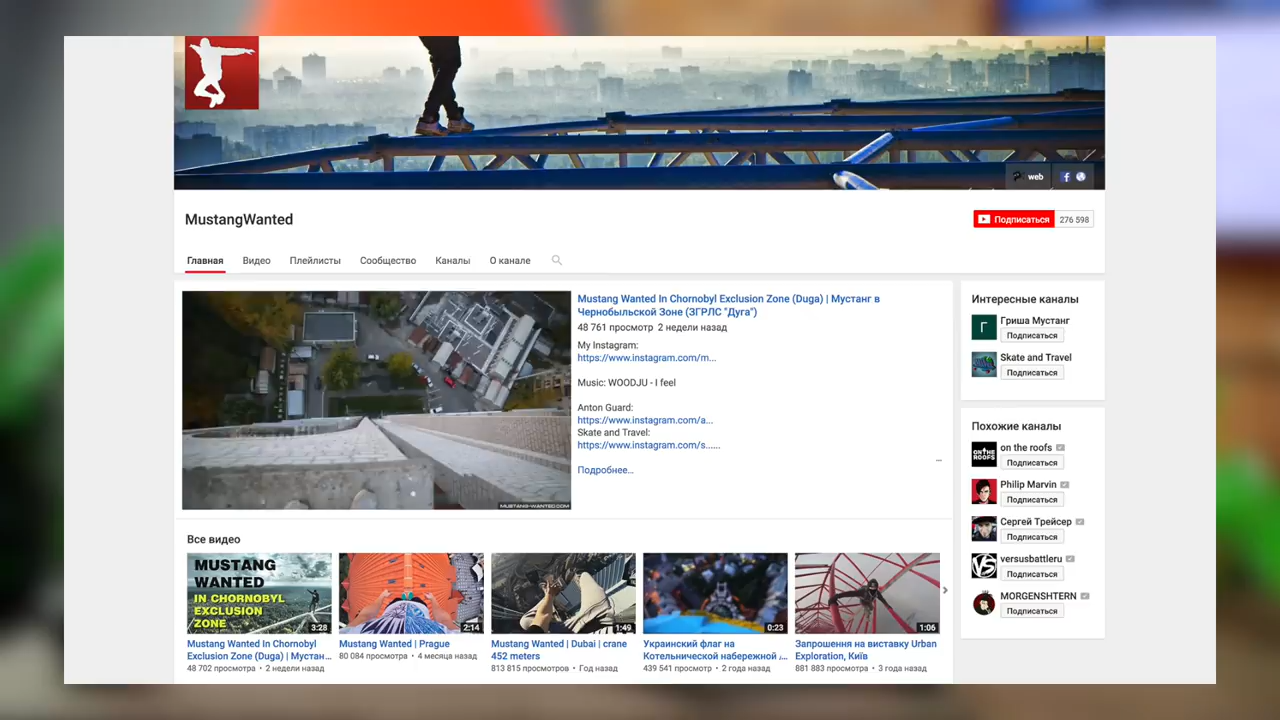 web
MustangWanted
Подписаться 276 598
Главная Видео Плейлисты Сообщество Каналы О канале
Mustang Wanted In Chornobyl Exclusion Zone (Duga) | Мустанг в
Чернобыльской Зоне (ЗГРЛС "Дуга")
48 761 просмотр 2 недели назад
My Instagram:
https://www.instagram.com/m...
Music: WOODJU - I feel
Anton Guard:
https://www.instagram.com/a...
Skate and Travel:
https://www.instagram.com/s......
Подробнее...
MUSTANG-WANTED.COM
Интересные каналы
Г
Гриша Мустанг
Подписаться
Skate and Travel
Подписаться
Похожие каналы
ON THE
ROOFS
on the roofs
Подписаться
Philip Marvin
Подписаться
Сергей Трейсер
Подписаться
VS
versusbattleru
Подписаться
MORGENSHTERN
Подписаться
Все видео
MUSTANG
WANTED
IN CHORNOBYL
EXCLUSION
ZONE
3:28
Mustang Wanted In Chornobyl
Exclusion Zone (Duga) | Мустан...
48 702 просмотра • 2 недели назад
2:14
Mustang Wanted | Prague
80 084 просмотра • 4 месяца назад
1:49
Mustang Wanted | Dubai | crane
452 meters
813 815 просмотров • Год назад
0:23
Украинский флаг на
Котельнической набережной /...
439 541 просмотр • 2 года назад
1:06
Запрошення на виставку Urban
Exploration, Київ
881 883 просмотра • 3 года назад